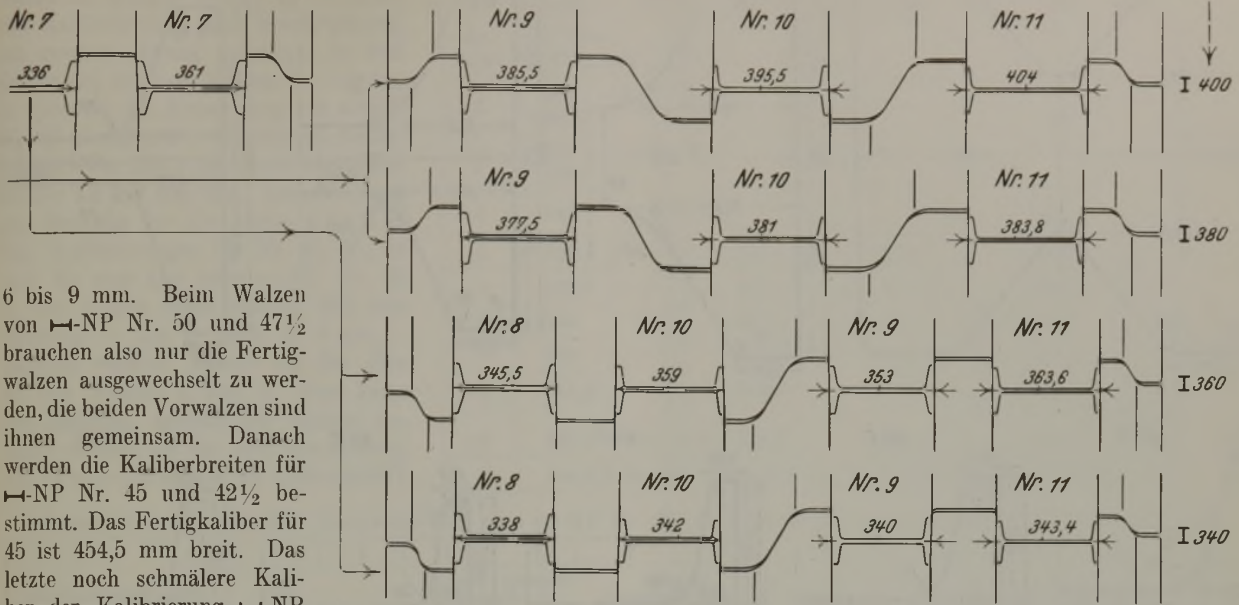 Nr. 7 Nr. 7 Nr. 9 Nr. 10 Nr. 11
336 361 385,5 395,5 404 I 400
Nr. 9 Nr. 10 Nr. 11
377,5 381 383,8 I 380
Nr. 8 Nr. 10 Nr. 9 Nr. 11
345,5 359 353 363,6 I 360
Nr. 8 Nr. 10 Nr. 9 Nr. 11
338 342 340 343,4 I 340
6 bis 9 mm. Beim Walzen
von I-NP Nr. 50 und 47½
brauchen also nur die Fertig-
walzen ausgewechselt zu wer-
den, die beiden Vorwalzen sind
ihnen gemeinsam. Danach
werden die Kaliberbreiten für
I-NP Nr. 45 und 42½ be-
stimmt. Das Fertigkaliber für
45 ist 454,5 mm breit. Das
letzte noch schmälere Kali-
ber der Kalibrierung I-NP